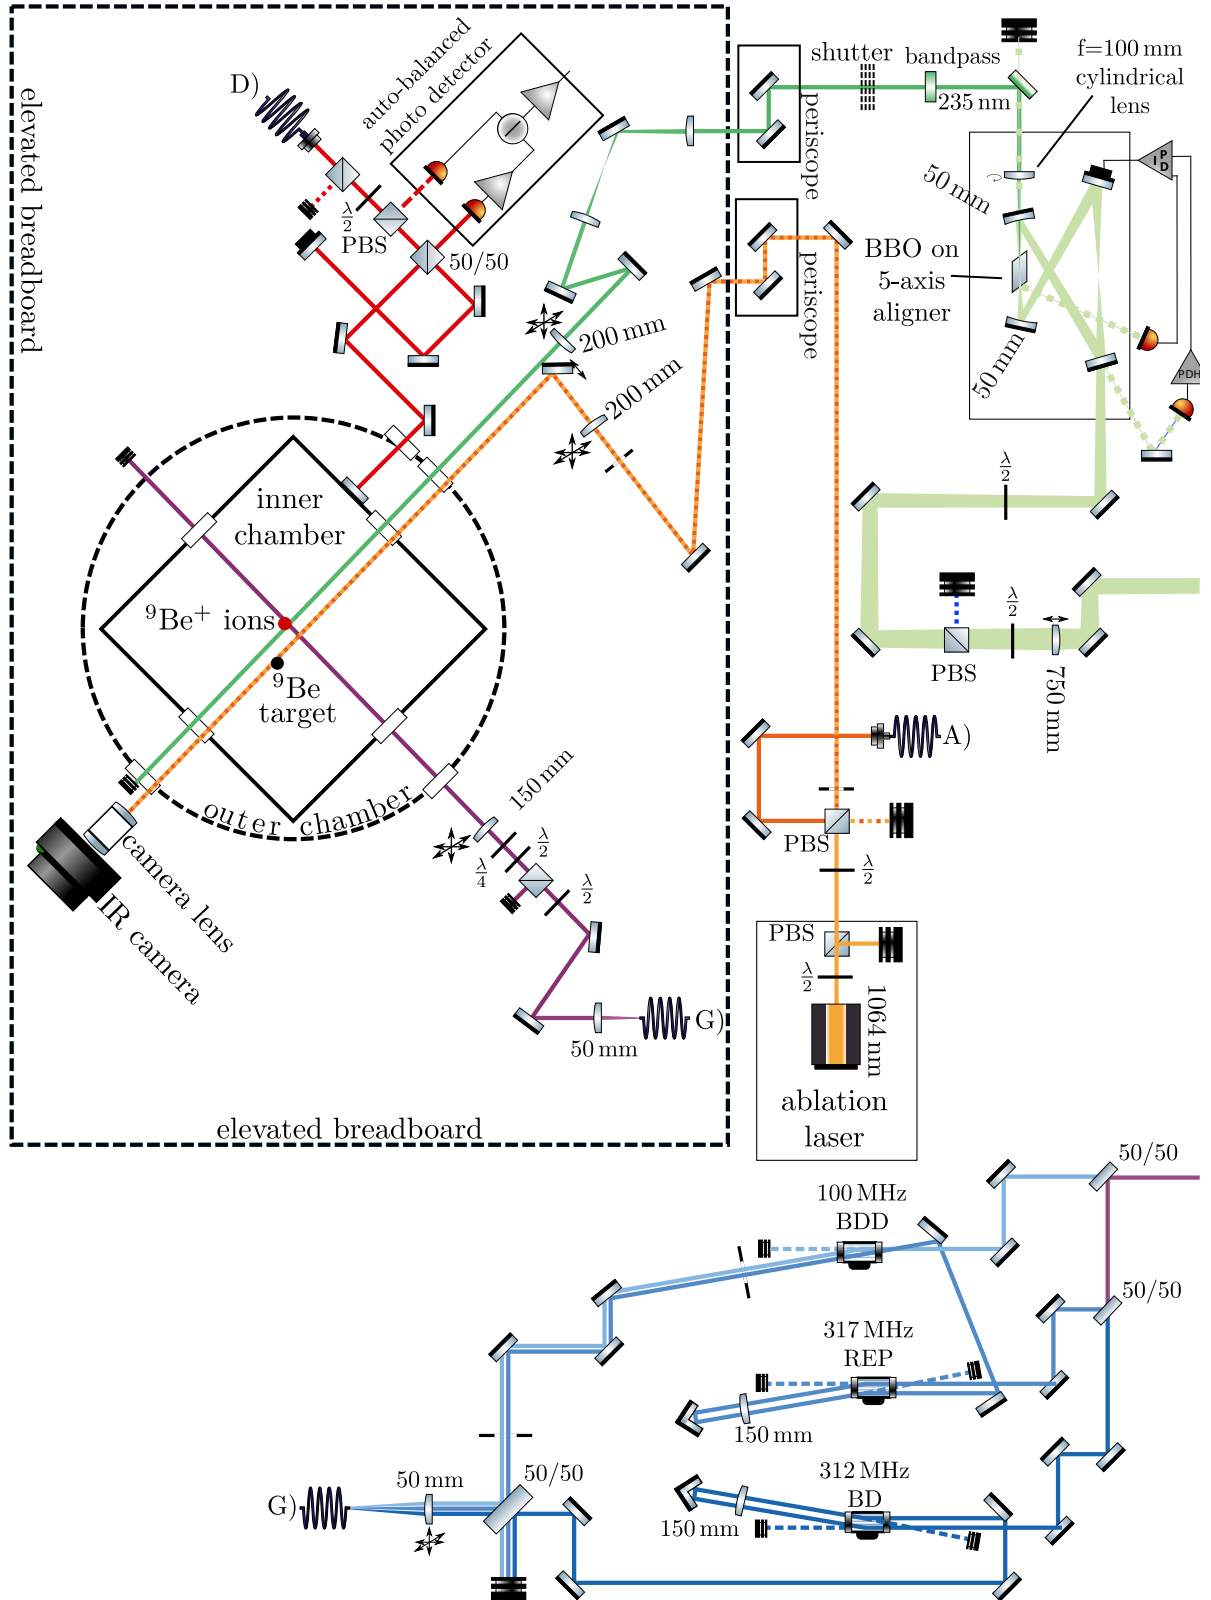 elevated breadboard
D)
auto-balanced
photo detector
λ/2
PBS
50/50
shutter
bandpass
235 nm
periscope
f=100 mm
cylindrical
lens
50 mm
BBO on
5-axis
aligner
50 mm
P
I
D
PDH
periscope
200 mm
200 mm
λ/2
inner
chamber
⁹Be⁺ ions
⁹Be
target
outer chamber
λ/2
PBS
750 mm
A)
PBS
λ/2
150 mm
λ/2
λ/4
λ/2
camera lens
IR camera
PBS
λ/2
1064 nm
ablation
laser
50 mm
G)
elevated breadboard
50/50
100 MHz
BDD
50/50
317 MHz
REP
150 mm
312 MHz
BD
150 mm
50/50
50 mm
G)